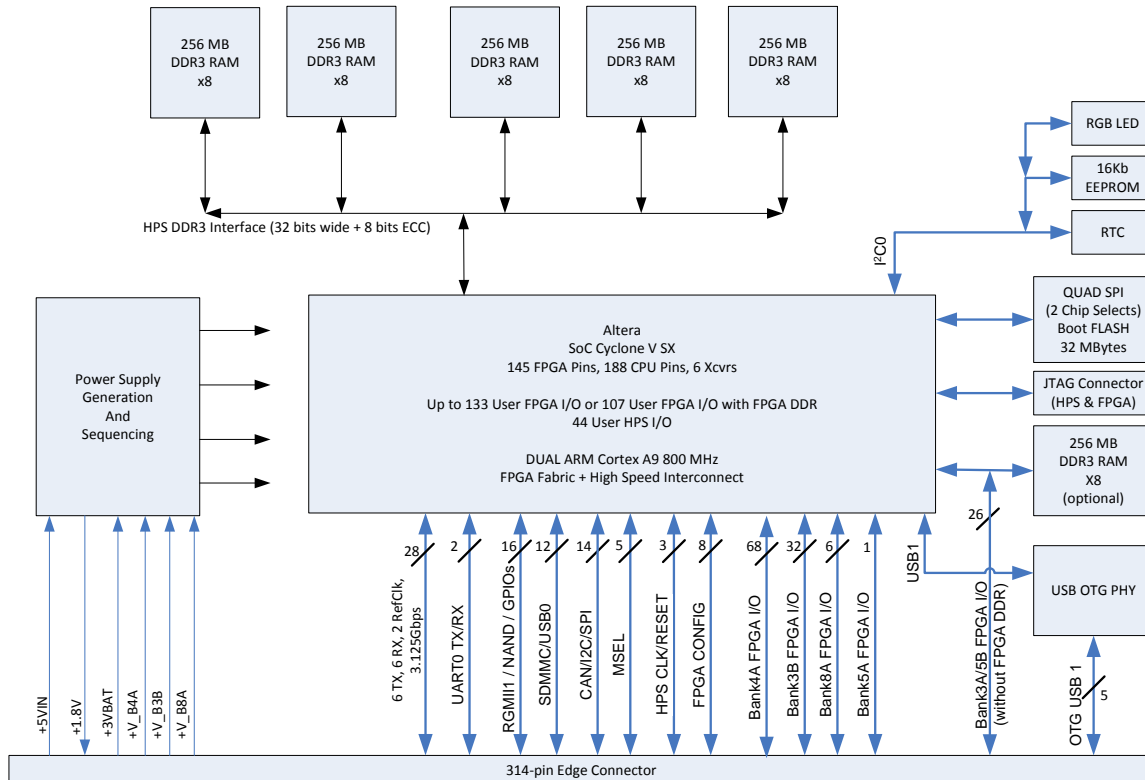 256 MB
DDR3 RAM
x8
256 MB
DDR3 RAM
x8
256 MB
DDR3 RAM
x8
256 MB
DDR3 RAM
x8
256 MB
DDR3 RAM
x8
HPS DDR3 Interface (32 bits wide + 8 bits ECC)
RGB LED
16Kb
EEPROM
RTC
I²C0
Power Supply
Generation
And
Sequencing
Altera
SoC Cyclone V SX
145 FPGA Pins, 188 CPU Pins, 6 Xcvrs
Up to 133 User FPGA I/O or 107 User FPGA I/O with FPGA DDR
44 User HPS I/O
DUAL ARM Cortex A9 800 MHz
FPGA Fabric + High Speed Interconnect
QUAD SPI
(2 Chip Selects)
Boot FLASH
32 MBytes
JTAG Connector
(HPS & FPGA)
256 MB
DDR3 RAM
X8
(optional)
USB OTG PHY
+5VIN
+1.8V
+3VBAT
+V_B4A
+V_B3B
+V_B8A
28
6 TX, 6 RX, 2 RefClk,
3.125Gbps
2
UART0 TX/RX
16
RGMII1 / NAND / GPIOs
12
SDMMC/USB0
14
CAN/I2C/SPI
5
MSEL
3
HPS CLK/RESET
8
FPGA CONFIG
68
Bank4A FPGA I/O
32
Bank3B FPGA I/O
6
Bank8A FPGA I/O
1
Bank5A FPGA I/O
USB1
26
Bank3A/5B FPGA I/O
(without FPGA DDR)
OTG USB 1
5
314-pin Edge Connector